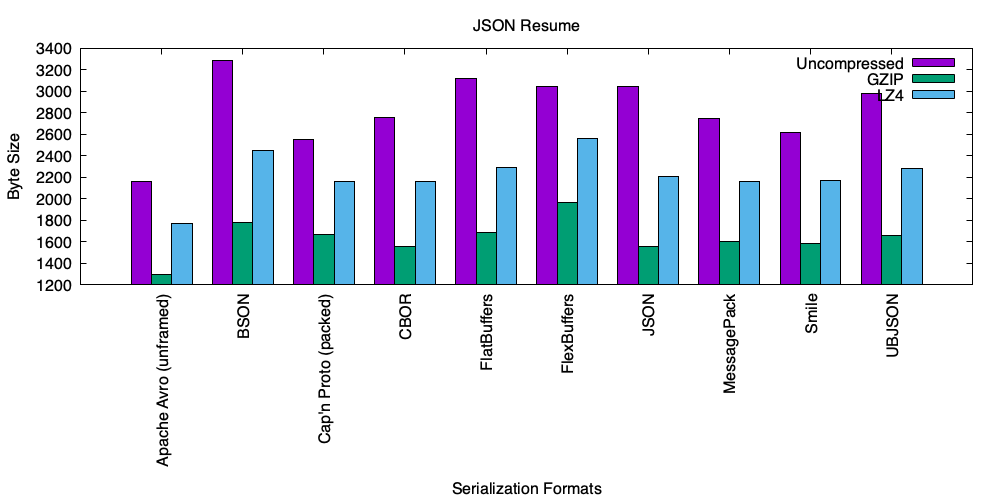 JSON Resume
Uncompressed
GZIP
LZ4
3400
3200
3000
2800
2600
2400
2200
2000
1800
1600
1400
1200
Byte Size
Apache Avro (unframed)
BSON
Cap'n Proto (packed)
CBOR
FlatBuffers
FlexBuffers
JSON
MessagePack
Smile
UBJSON
Serialization Formats